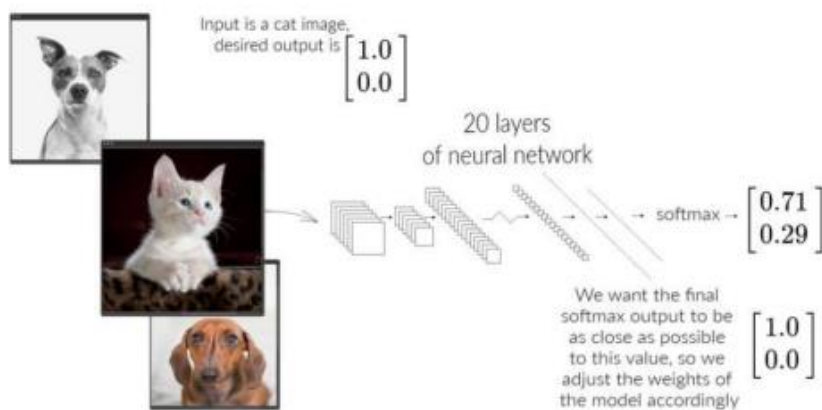 Input is a cat image,
desired output is
1.0
0.0
20 layers
of neural network
softmax
0.71
0.29
We want the final
softmax output to be
as close as possible
to this value, so we
adjust the weights of
the model accordingly
1.0
0.0